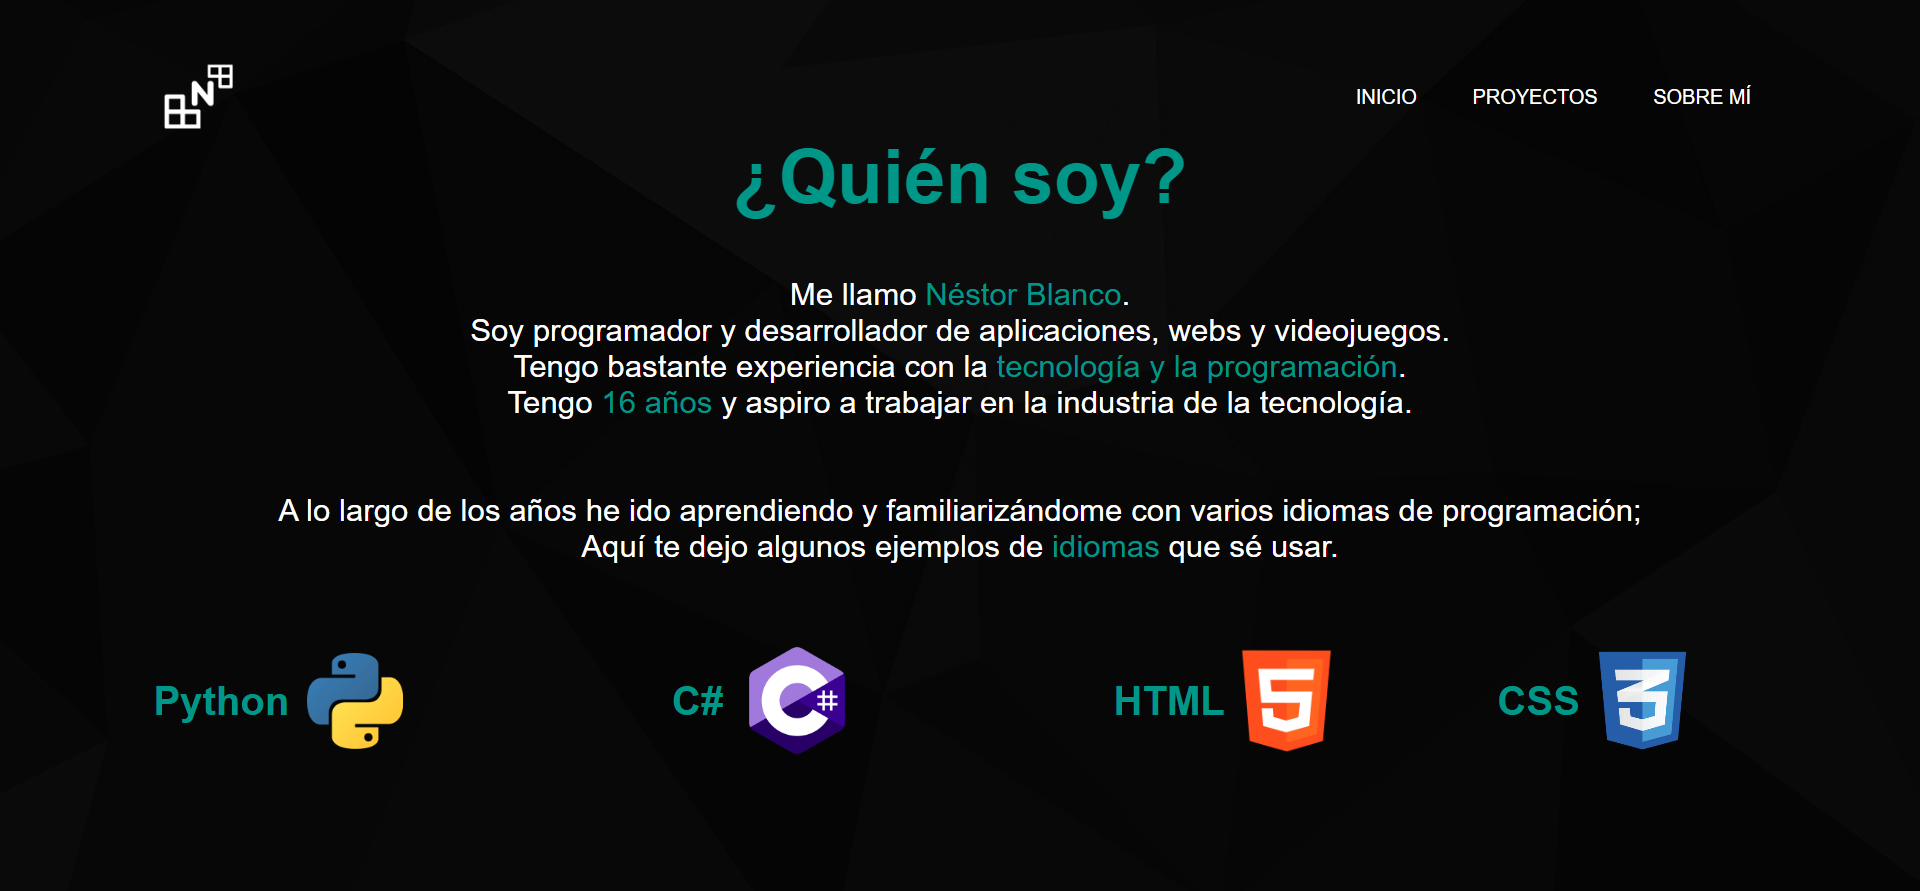 N
INICIO PROYECTOS SOBRE MÍ
¿Quién soy?
Me llamo Néstor Blanco.
Soy programador y desarrollador de aplicaciones, webs y videojuegos.
Tengo bastante experiencia con la tecnología y la programación.
Tengo 16 años y aspiro a trabajar en la industria de la tecnología.
A lo largo de los años he ido aprendiendo y familiarizándome con varios idiomas de programación;
Aquí te dejo algunos ejemplos de idiomas que sé usar.
Python C# C# HTML 5 CSS 3